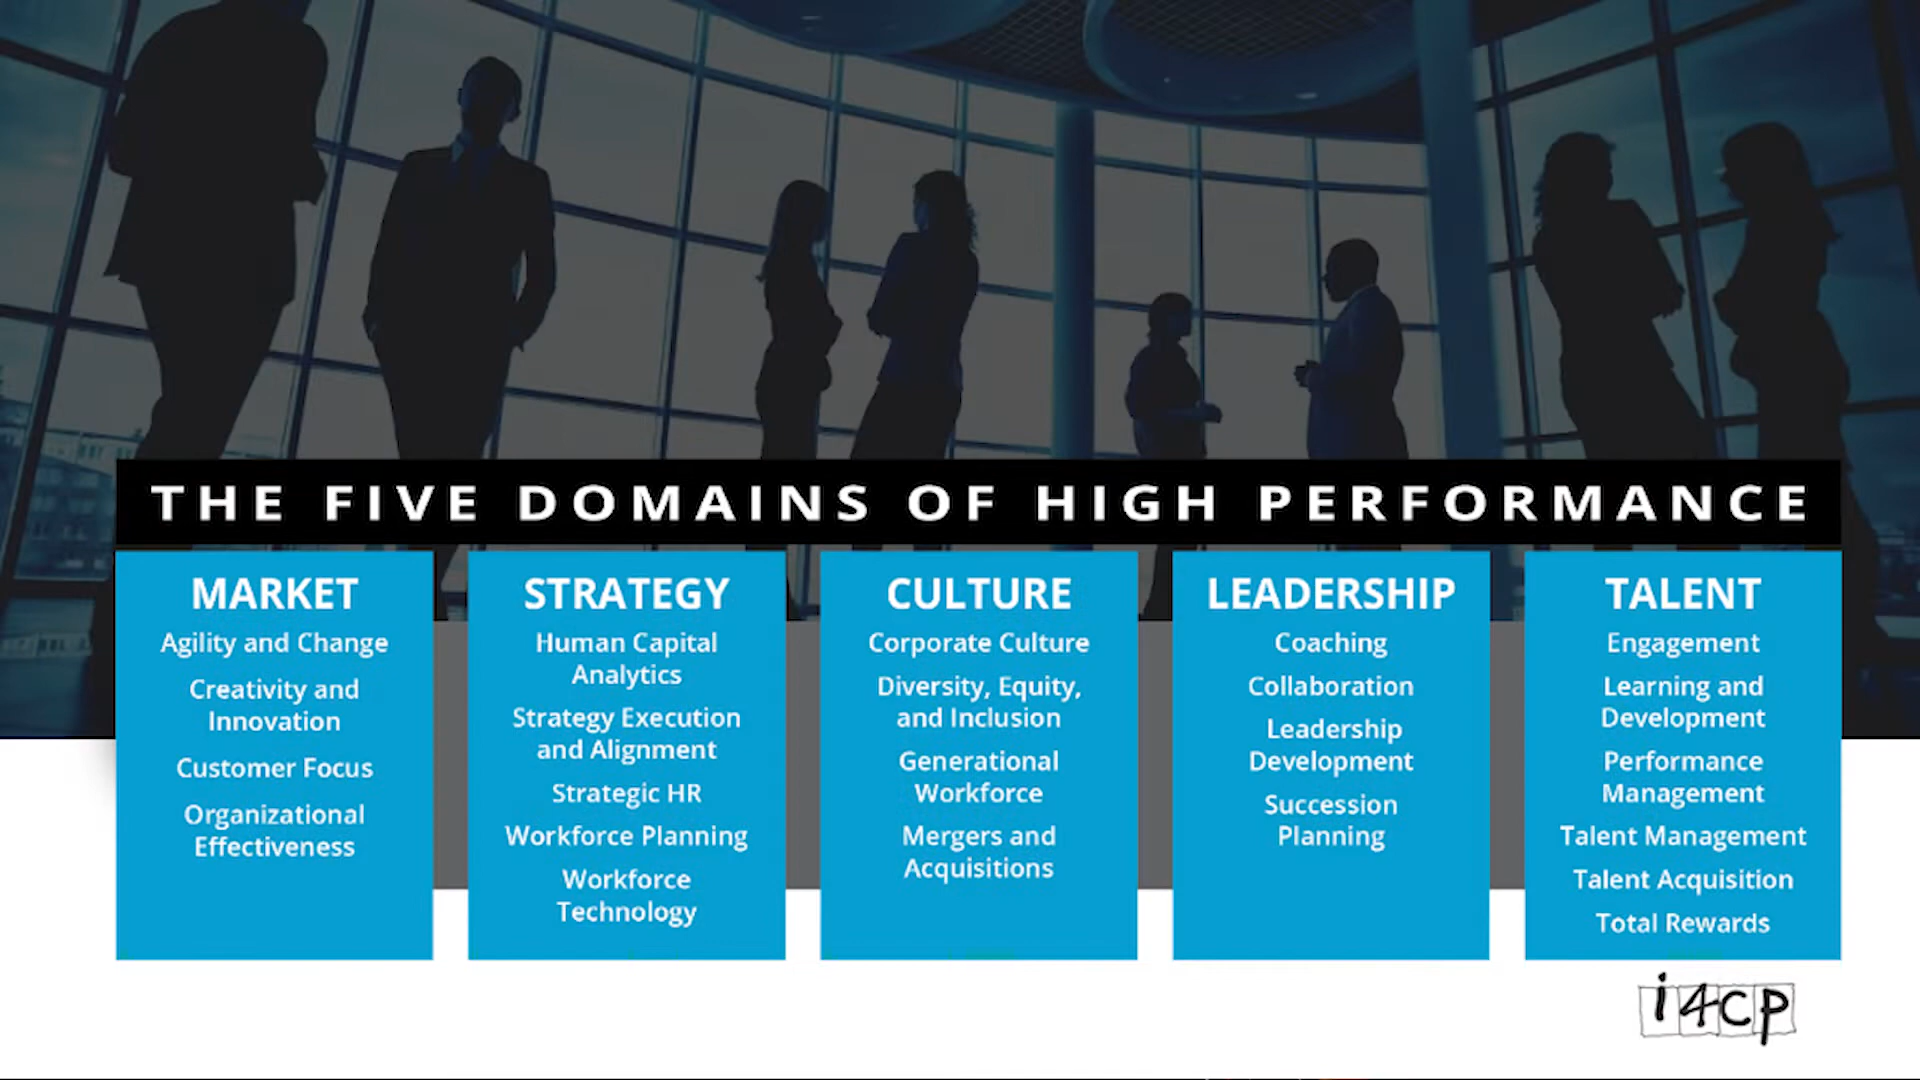 THE FIVE DOMAINS OF HIGH PERFORMANCE
MARKET
Agility and Change
Creativity and
Innovation
Customer Focus
Organizational
Effectiveness
STRATEGY
Human Capital
Analytics
Strategy Execution
and Alignment
Strategic HR
Workforce Planning
Workforce
Technology
CULTURE
Corporate Culture
Diversity, Equity,
and Inclusion
Generational
Workforce
Mergers and
Acquisitions
LEADERSHIP
Coaching
Collaboration
Leadership
Development
Succession
Planning
TALENT
Engagement
Learning and
Development
Performance
Management
Talent Management
Talent Acquisition
Total Rewards
i4cp